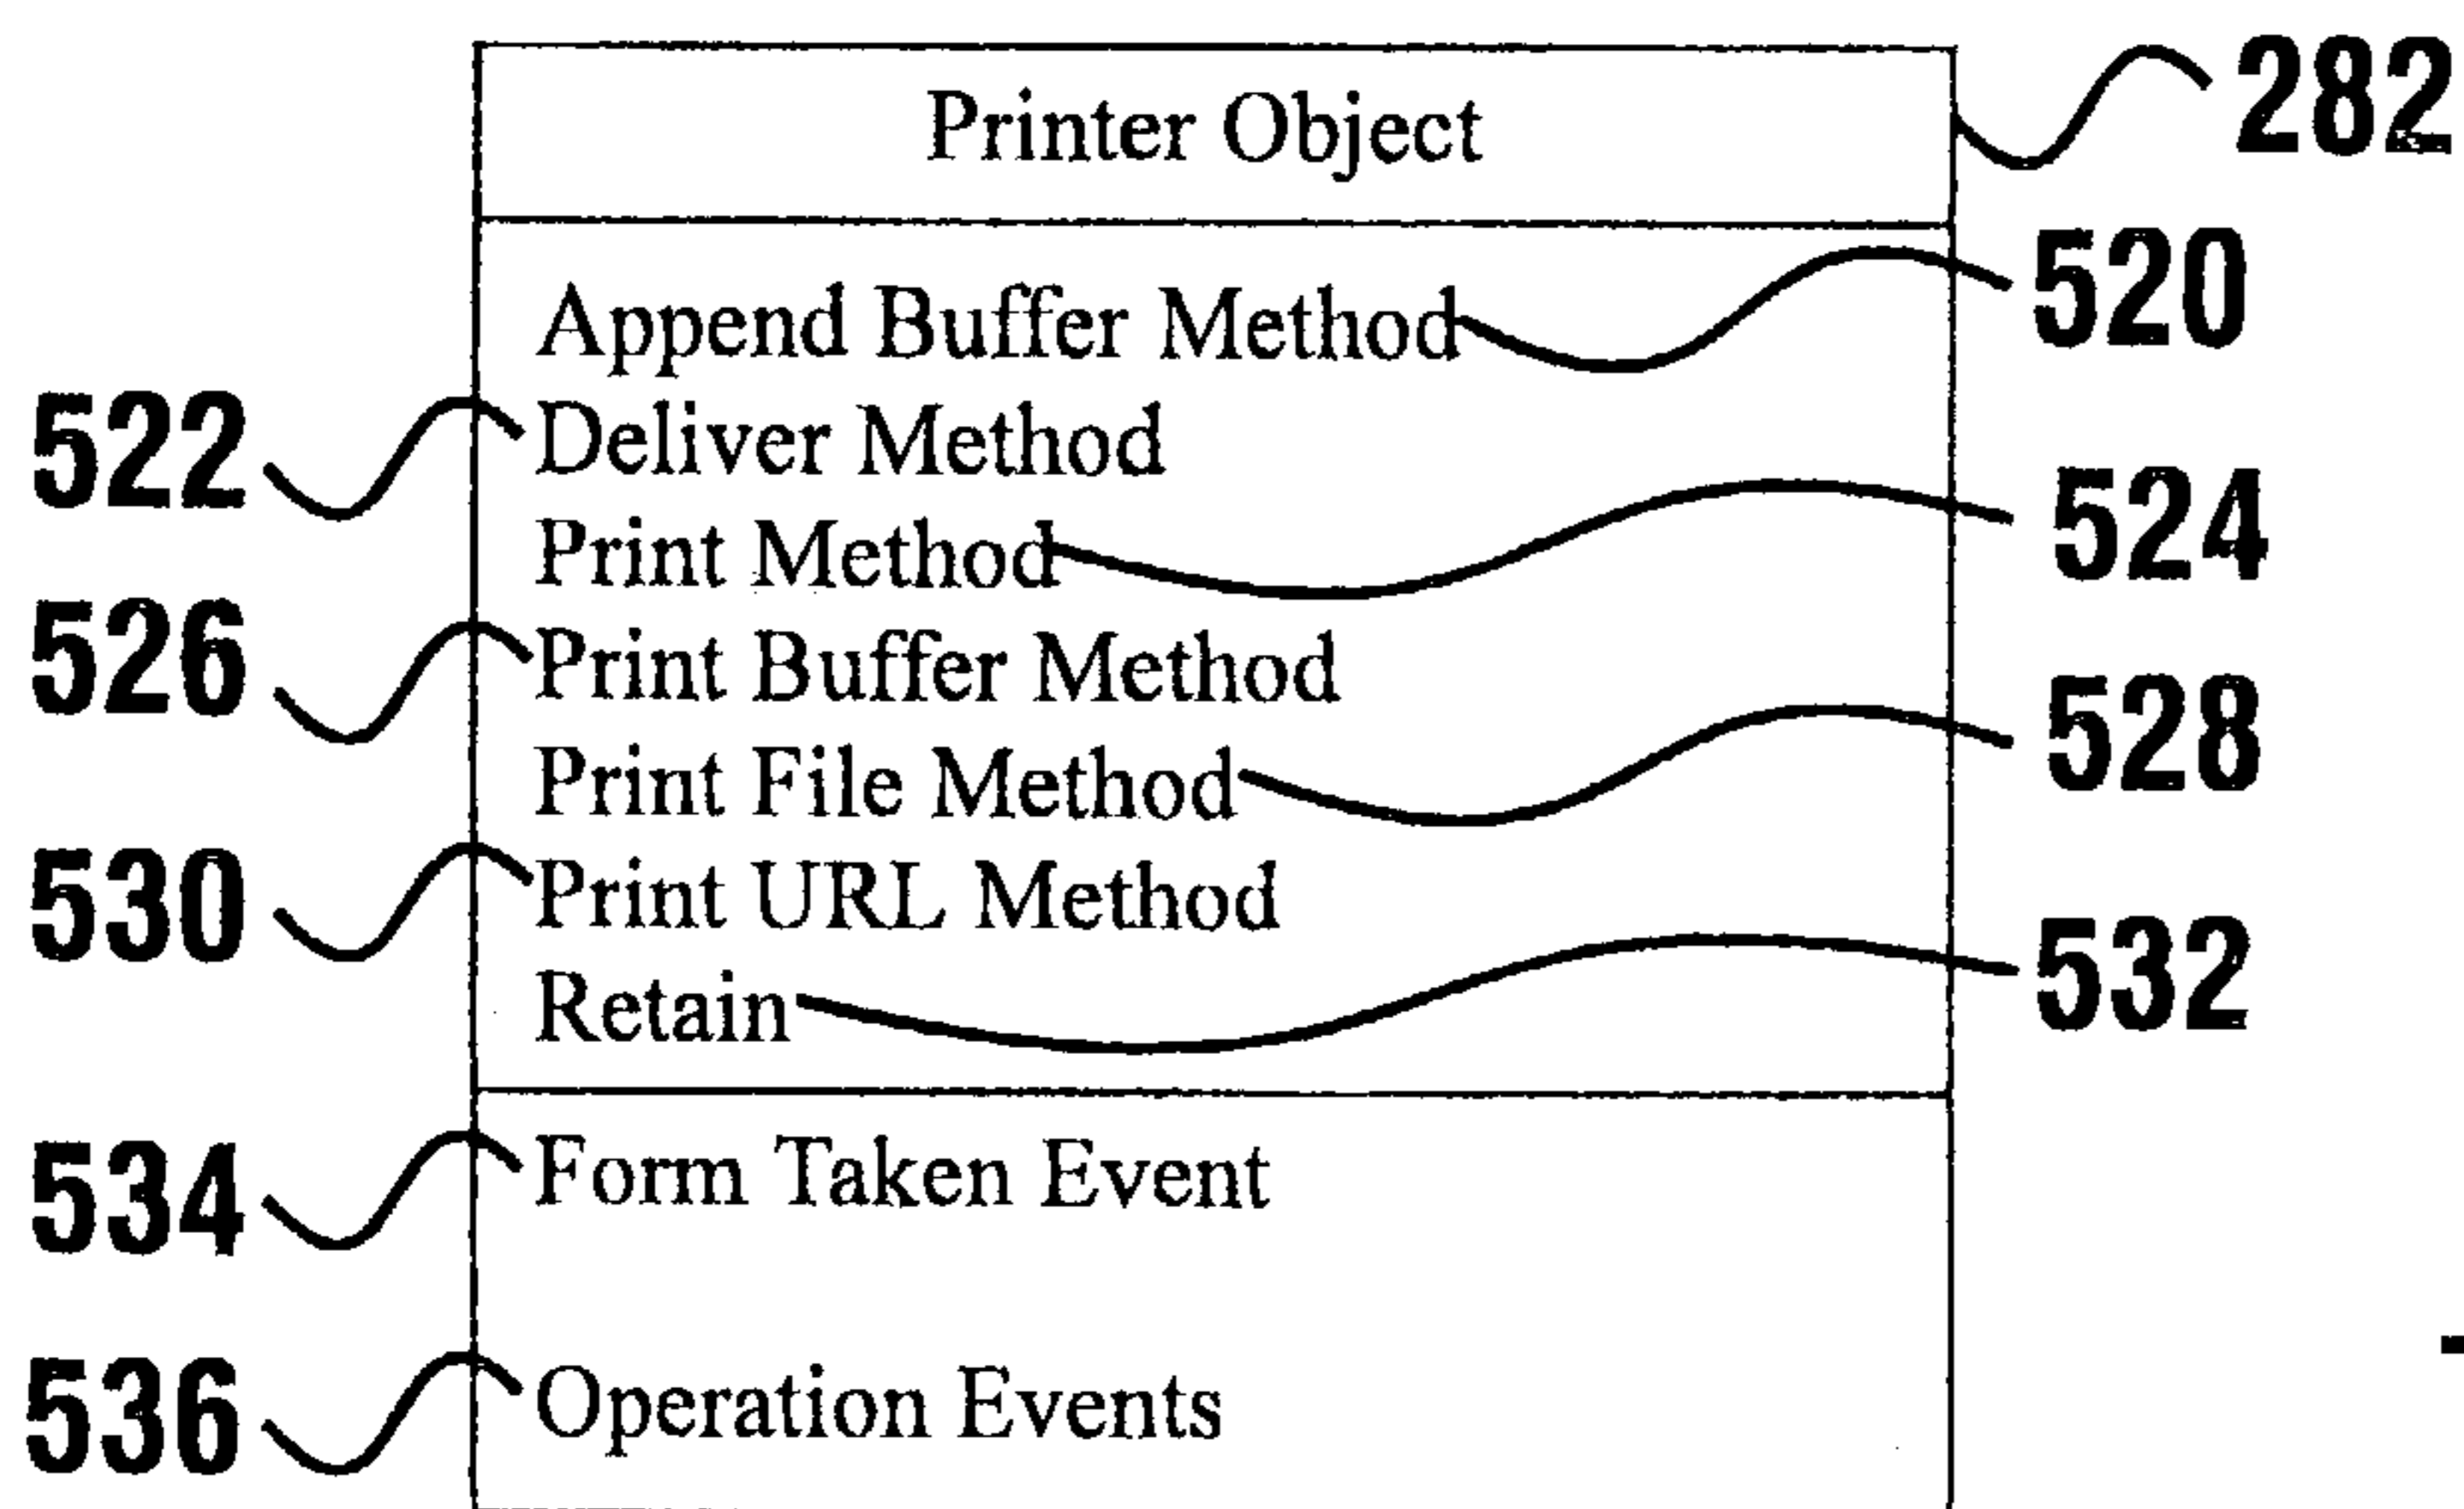 Printer Object 282
Append Buffer Method 520
522 Deliver Method
Print Method 524
526 Print Buffer Method
Print File Method 528
530 Print URL Method
Retain 532
534 Form Taken Event
536 Operation Events